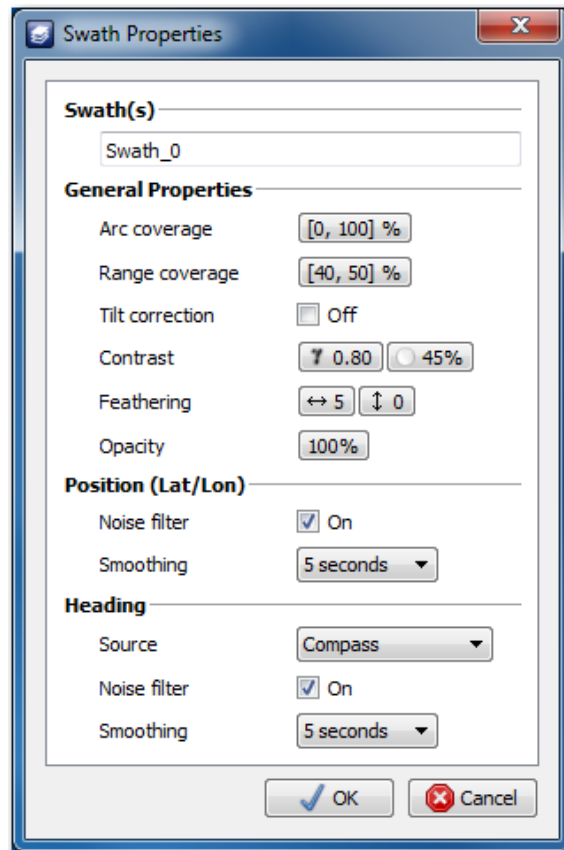 Swath Properties
Swath(s)
Swath_0
General Properties
Arc coverage [0, 100] %
Range coverage [40, 50] %
Tilt correction Off
Contrast γ 0.80 45%
Feathering ↔ 5 ↕ 0
Opacity 100%
Position (Lat/Lon)
Noise filter On
Smoothing 5 seconds
Heading
Source Compass
Noise filter On
Smoothing 5 seconds
OK Cancel